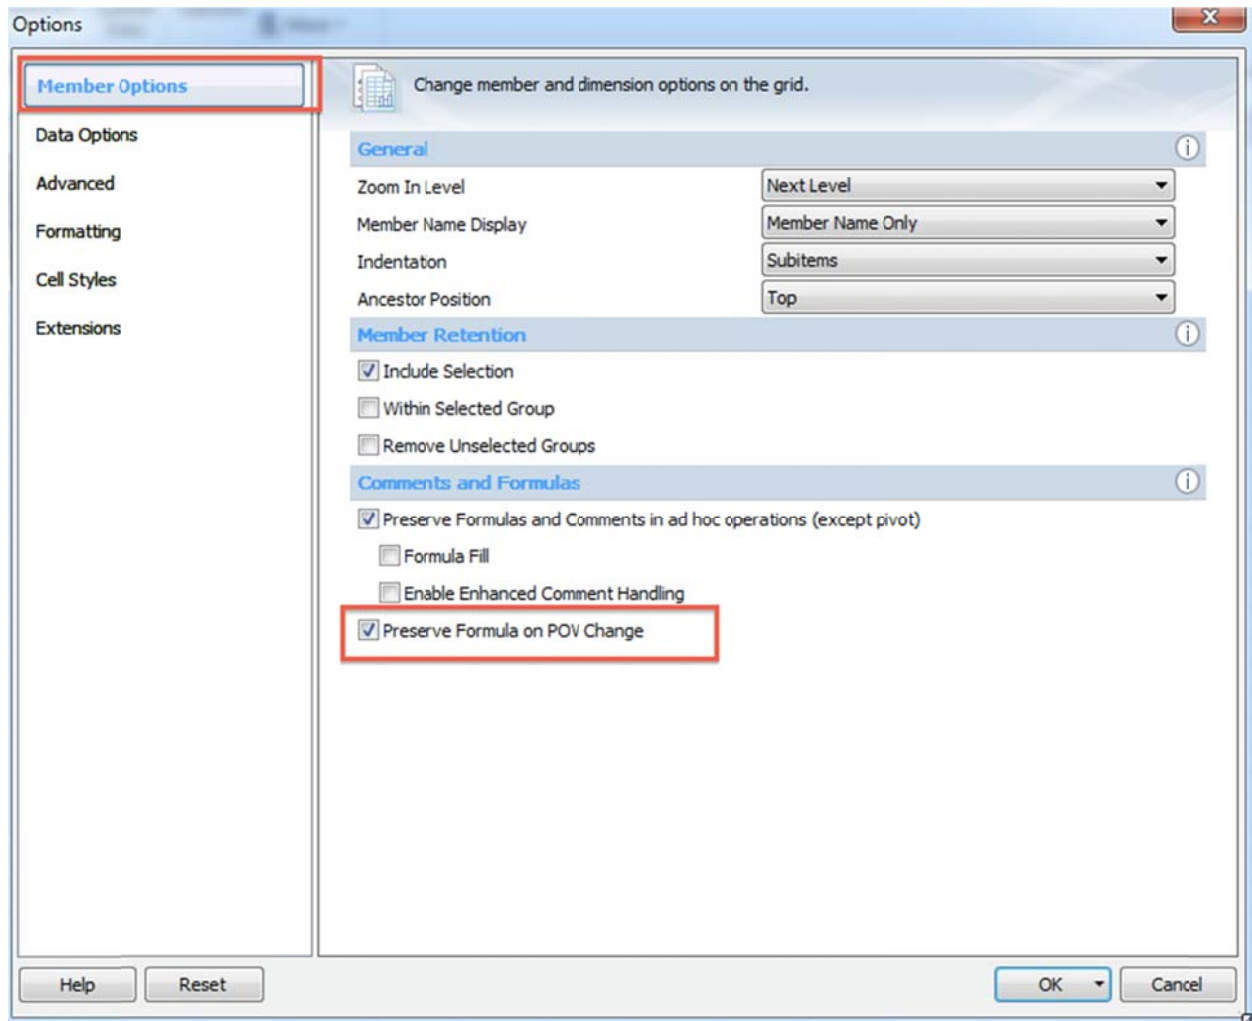 Options
Member Options
Data Options
Advanced
Formatting
Cell Styles
Extensions
Change member and dimension options on the grid.
General
Zoom In Level Next Level
Member Name Display Member Name Only
Indentation Subitems
Ancestor Position Top
Member Retention
Include Selection
Within Selected Group
Remove Unselected Groups
Comments and Formulas
Preserve Formulas and Comments in ad hoc operations (except pivot)
Formula Fill
Enable Enhanced Comment Handling
Preserve Formula on POV Change
Help Reset OK Cancel